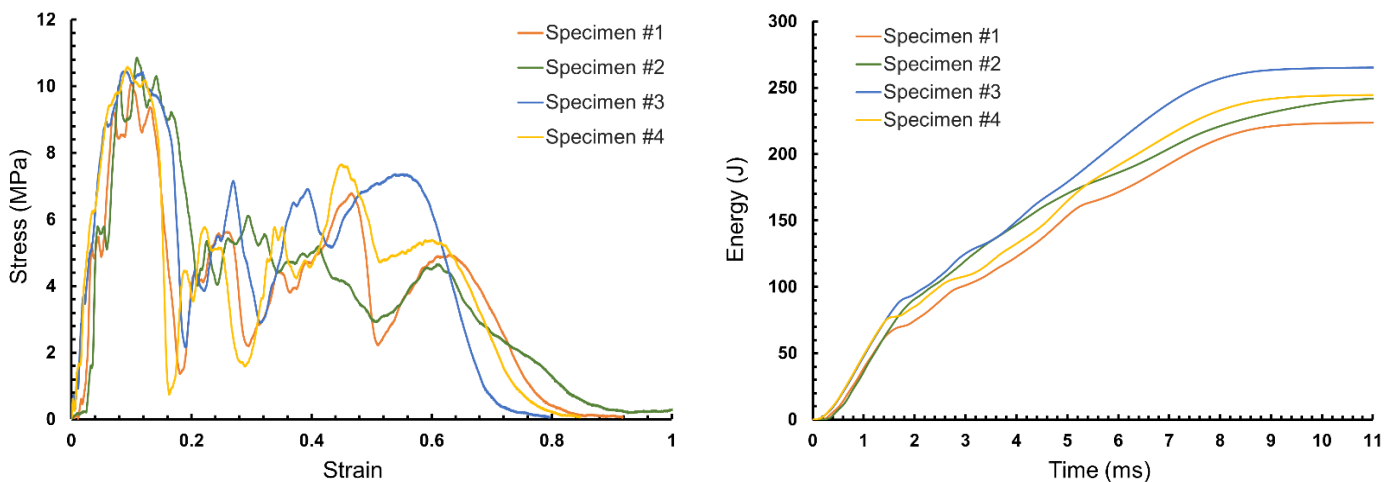 12
10
8
6
4
2
0
Stress (MPa)
Specimen #1
Specimen #2
Specimen #3
Specimen #4
0 0.2 0.4 0.6 0.8 1
Strain
300
250
200
150
100
50
0
Energy (J)
Specimen #1
Specimen #2
Specimen #3
Specimen #4
0 1 2 3 4 5 6 7 8 9 10 11
Time (ms)